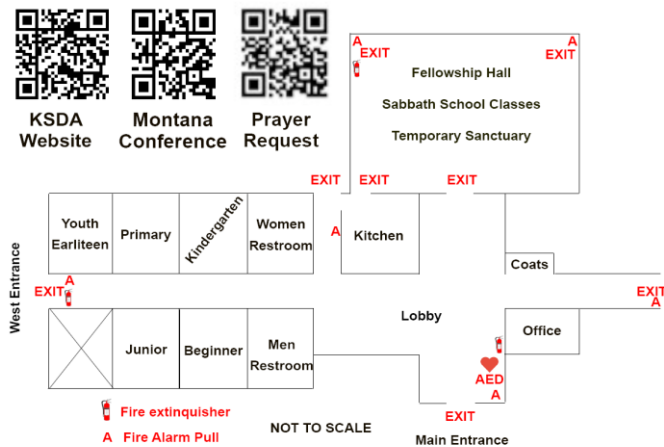 KSDA
Website
Montana
Conference
Prayer
Request
A
EXIT
A
EXIT
Fellowship Hall
Sabbath School Classes
Temporary Sanctuary
EXIT
EXIT
EXIT
Youth
Earliteen
Primary
Kindergarten
Women
Restroom
A
Kitchen
Coats
West Entrance
A
EXIT
EXIT
A
Lobby
Office
Junior
Beginner
Men
Restroom
AED
A
EXIT
Main Entrance
Fire extinguisher
A Fire Alarm Pull
NOT TO SCALE